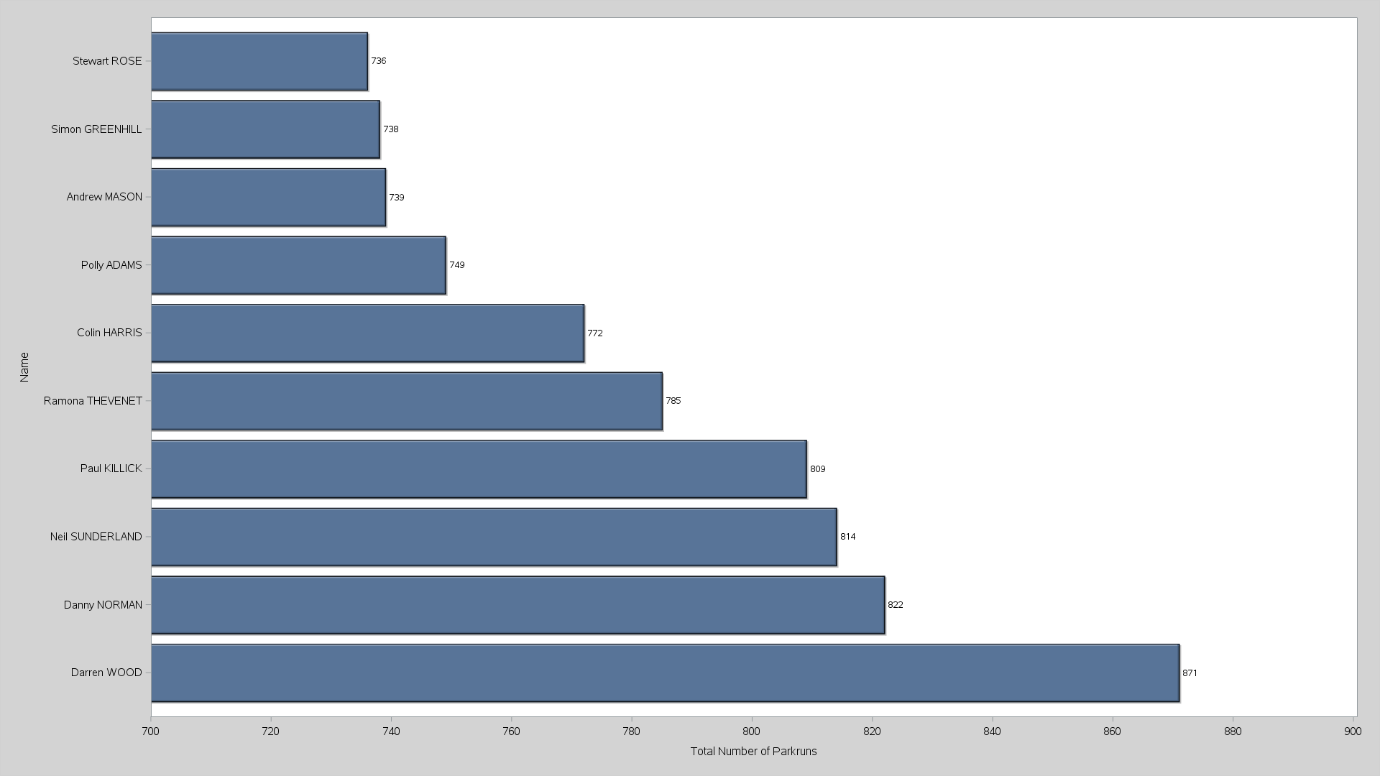 Stewart ROSE 736
Simon GREENHILL 738
Andrew MASON 739
Polly ADAMS 749
Colin HARRIS 772
Name
Ramona THEVENET 785
Paul KILLICK 809
Neil SUNDERLAND 814
Danny NORMAN 822
Darren WOOD 871
700 720 740 760 780 800 820 840 860 880 900
Total Number of Parkruns